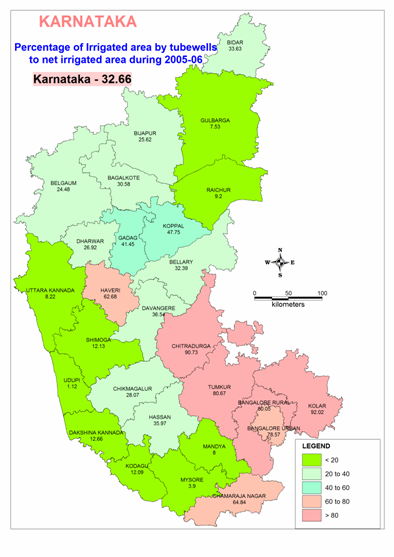 KARNATAKA
Percentage of Irrigated area by tubewells
to net irrigated area during 2005-06
Karnataka - 32.66
BIDAR
33.63
GULBARGA
7.53
BIJAPUR
25.62
BAGALKOTE
30.58
BELGAUM
24.48
RAICHUR
9.2
KOPPAL
47.75
GADAG
41.45
DHARWAR
26.92
BELLARY
32.39
N
W
E
S
UTTARA KANNADA
8.22
HAVERI
62.68
0 50 100
kilometers
DAVANGERE
36.54
SHIMOGA
12.13
CHITRADURGA
90.73
UDUPI
1.12
CHIKMAGALUR
28.07
TUMKUR
80.67
BANGALORE RURAL
80.05
KOLAR
92.02
HASSAN
35.97
BANGALORE URBAN
78.57
DAKSHINA KANNADA
12.66
MANDYA
8
KODAGU
12.09
MYSORE
3.9
CHAMARAJA NAGAR
64.84
LEGEND
< 20
20 to 40
40 to 60
60 to 80
> 80